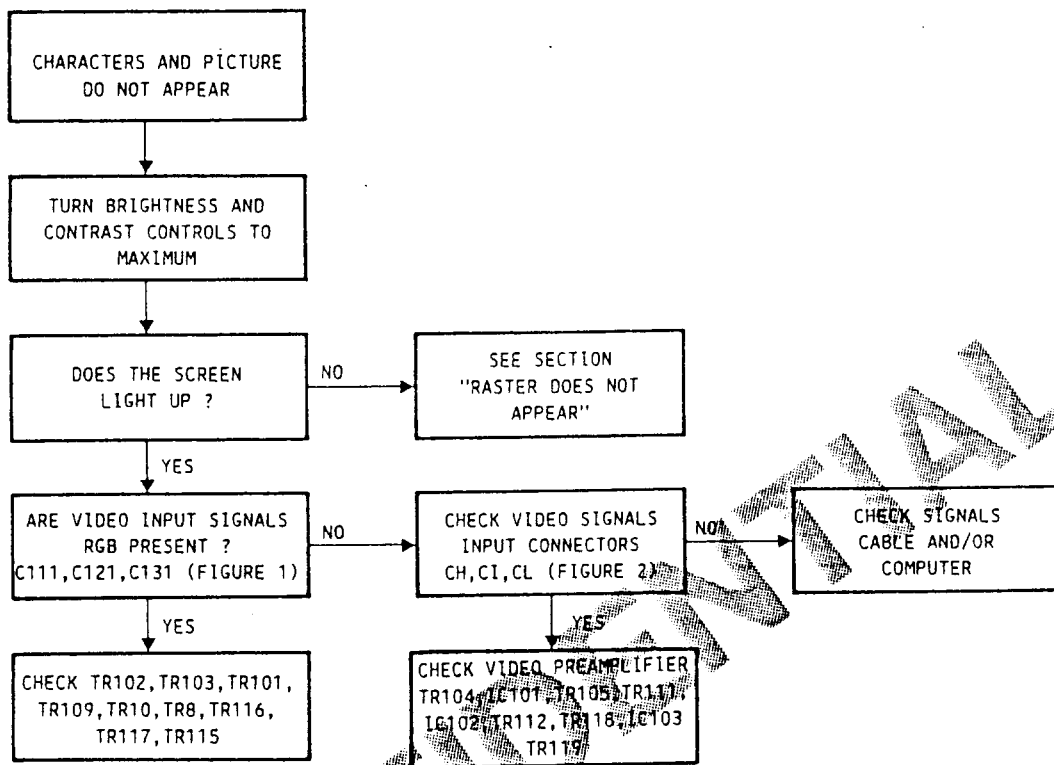 CHARACTERS AND PICTURE
DO NOT APPEAR
TURN BRIGHTNESS AND
CONTRAST CONTROLS TO
MAXIMUM
DOES THE SCREEN
LIGHT UP ?
NO
SEE SECTION
"RASTER DOES NOT
APPEAR"
YES
ARE VIDEO INPUT SIGNALS
RGB PRESENT ?
C111,C121,C131 (FIGURE 1)
NO
CHECK VIDEO SIGNALS
INPUT CONNECTORS
CH,CI,CL (FIGURE 2)
NO
CHECK SIGNALS
CABLE AND/OR
COMPUTER
YES
YES
CHECK TR102,TR103,TR101,
TR109,TR10,TR8,TR116,
TR117,TR115
CHECK VIDEO PREAMPLIFIER
TR104,IC101,TR105,TR111,
IC102,TR112,TR118,IC103
TR119